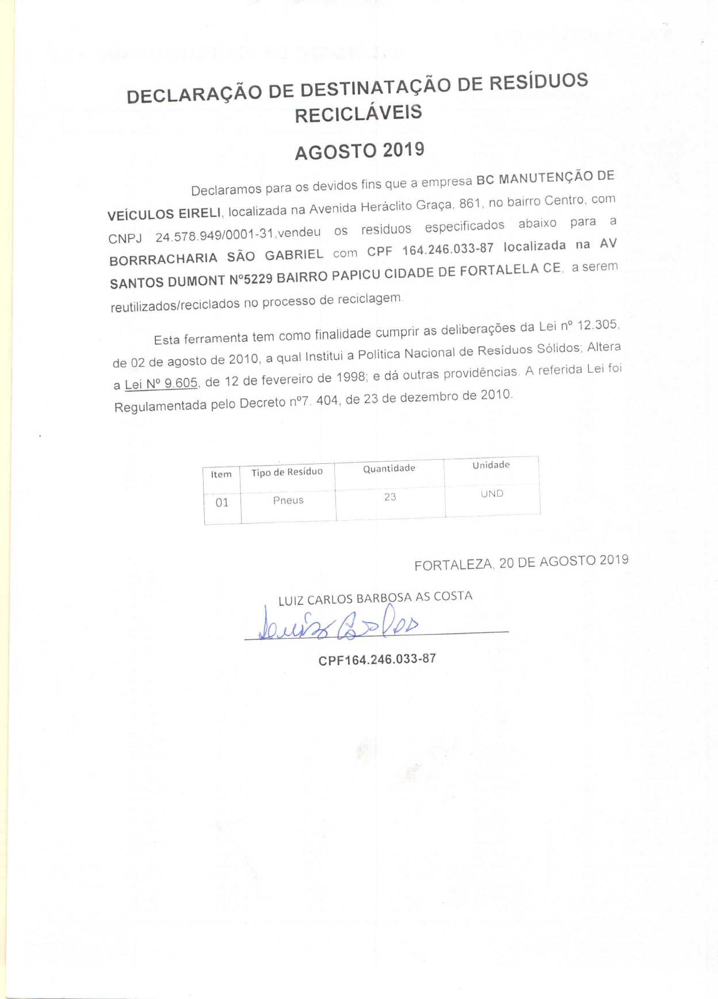 DECLARAÇÃO DE DESTINATAÇÃO DE RESÍDUOS
RECICLÁVEIS
AGOSTO 2019
Declaramos para os devidos fins que a empresa BC MANUTENÇÃO DE
VEÍCULOS EIRELI, localizada na Avenida Heráclito Graça, 861, no bairro Centro, com
CNPJ 24.578.949/0001-31,vendeu os resíduos especificados abaixo para a
BORRRACHARIA SÃO GABRIEL com CPF 164.246.033-87 localizada na AV
SANTOS DUMONT Nº5229 BAIRRO PAPICU CIDADE DE FORTALELA CE, a serem
reutilizados/reciclados no processo de reciclagem.
Esta ferramenta tem como finalidade cumprir as deliberações da Lei nº 12.305,
de 02 de agosto de 2010, a qual Institui a Política Nacional de Resíduos Sólidos; Altera
a Lei Nº 9.605, de 12 de fevereiro de 1998; e dá outras providências. A referida Lei foi
Regulamentada pelo Decreto nº7. 404, de 23 de dezembro de 2010.
Item Tipo de Resíduo Quantidade Unidade
01 Pneus 23 UND
FORTALEZA, 20 DE AGOSTO 2019
LUIZ CARLOS BARBOSA AS COSTA
Luiz Carlos
CPF164.246.033-87